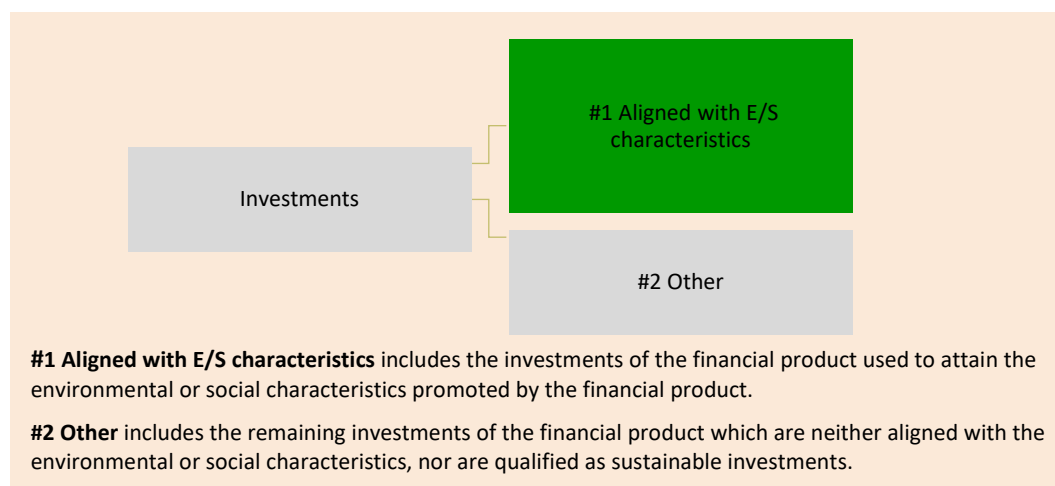 #1 Aligned with E/S
characteristics
Investments
#2 Other
#1 Aligned with E/S characteristics includes the investments of the financial product used to attain the
environmental or social characteristics promoted by the financial product.
#2 Other includes the remaining investments of the financial product which are neither aligned with the
environmental or social characteristics, nor are qualified as sustainable investments.